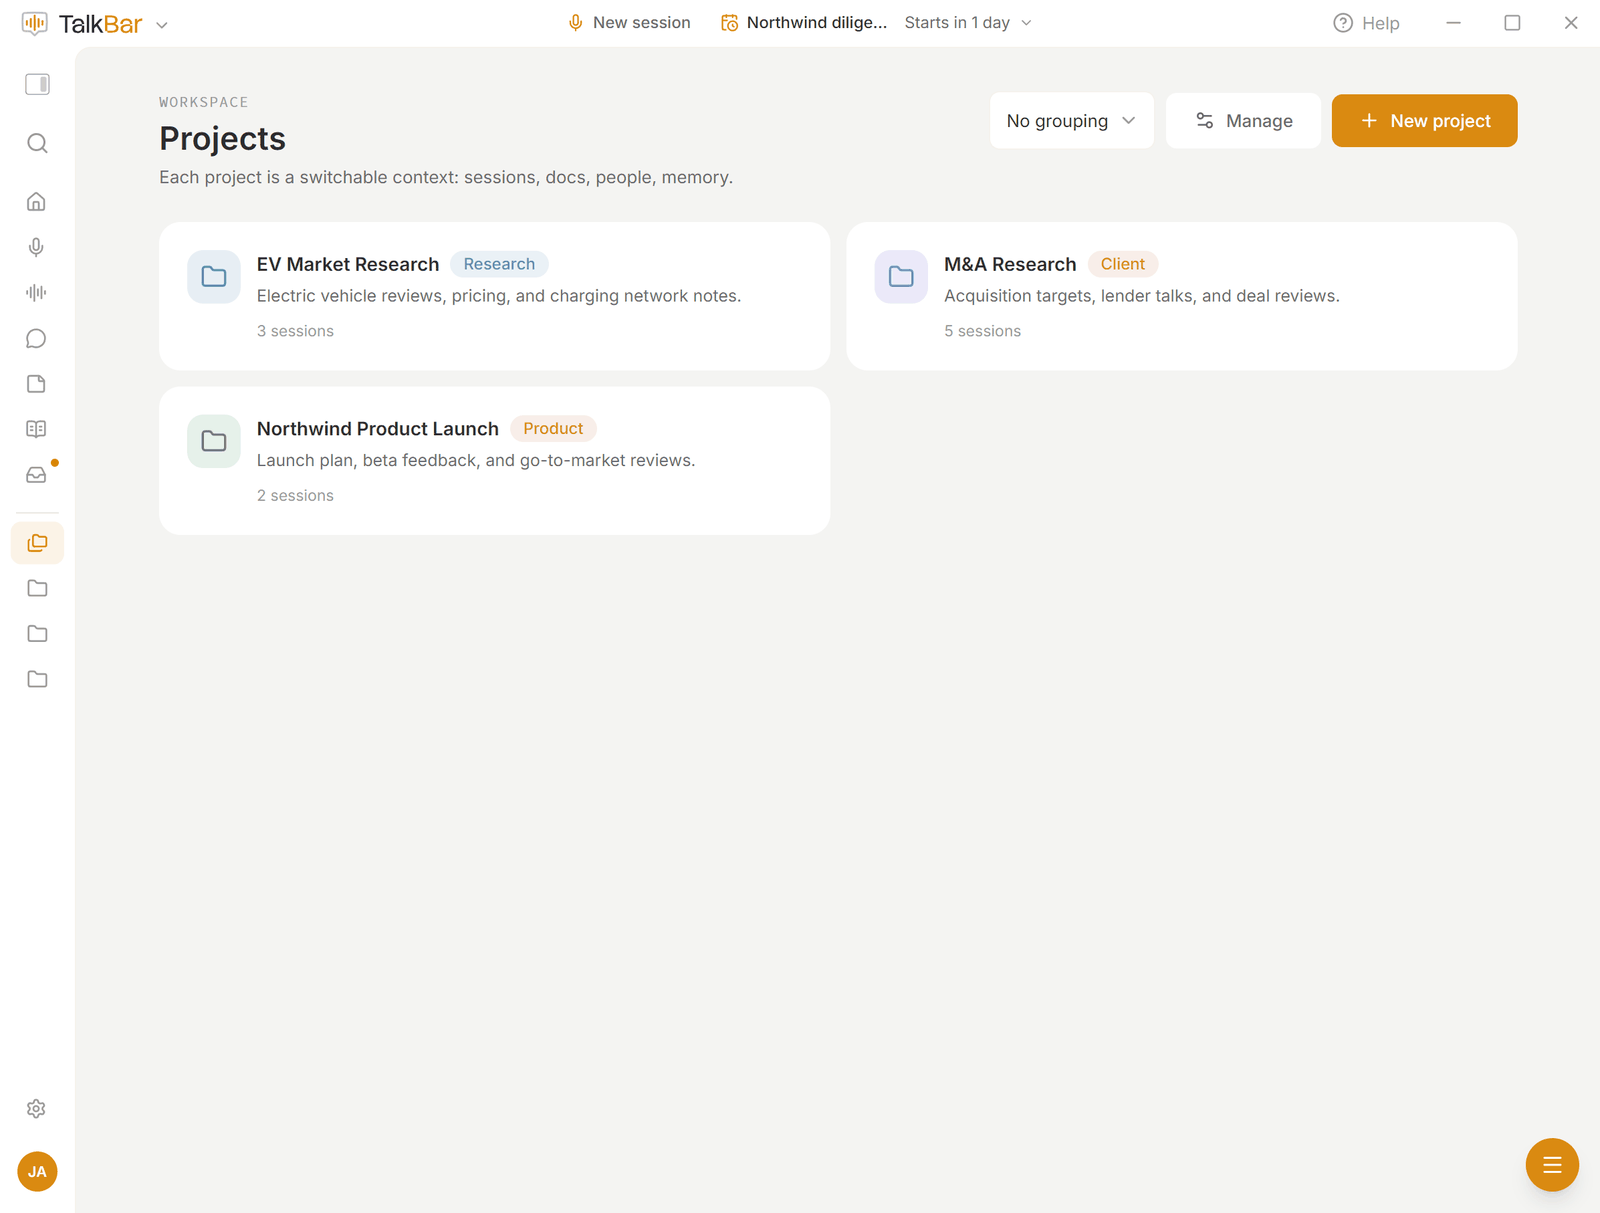 TalkBar
New session
Northwind dilige... Starts in 1 day
Help
WORKSPACE
Projects
Each project is a switchable context: sessions, docs, people, memory.
No grouping
Manage
New project
EV Market Research Research
Electric vehicle reviews, pricing, and charging network notes.
3 sessions
M&A Research Client
Acquisition targets, lender talks, and deal reviews.
5 sessions
Northwind Product Launch Product
Launch plan, beta feedback, and go-to-market reviews.
2 sessions
JA